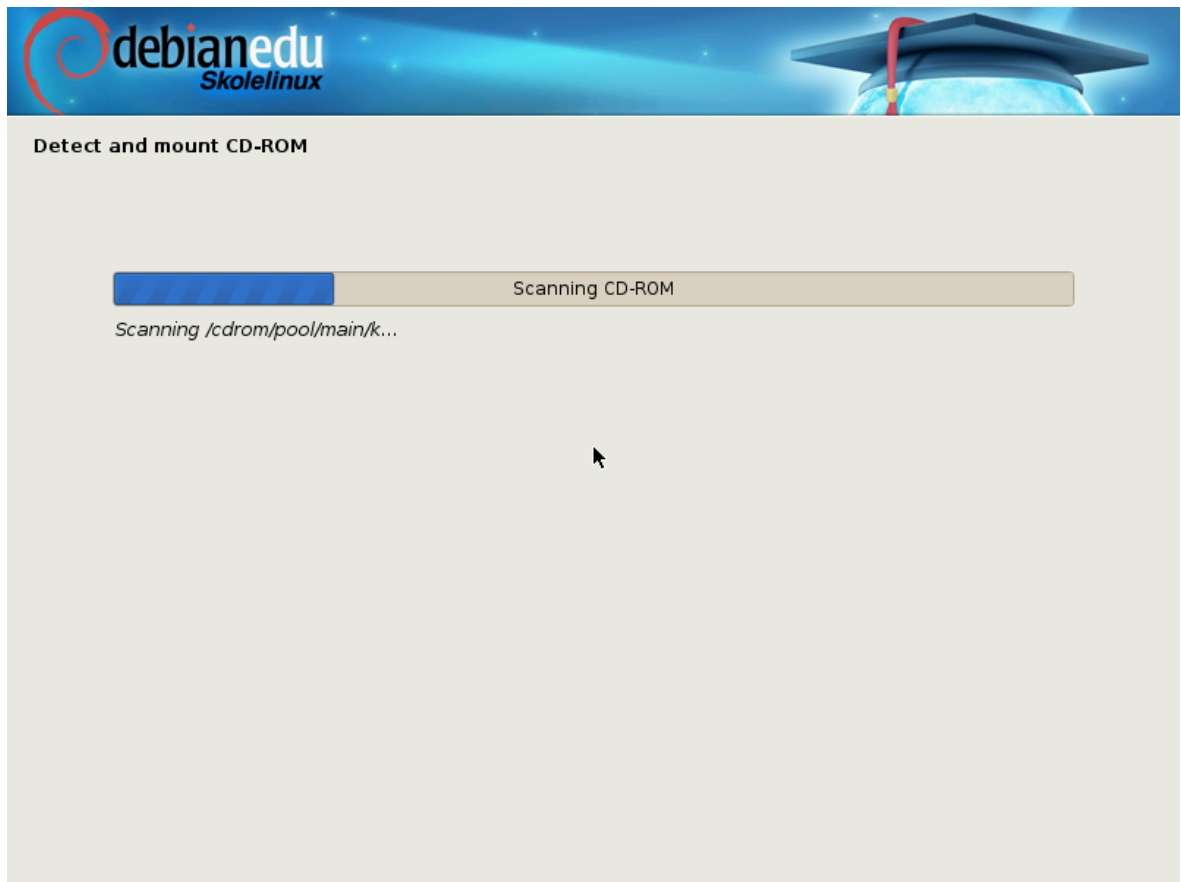 debianedu
Skolelinux
Detect and mount CD-ROM
Scanning CD-ROM
Scanning /cdrom/pool/main/k...